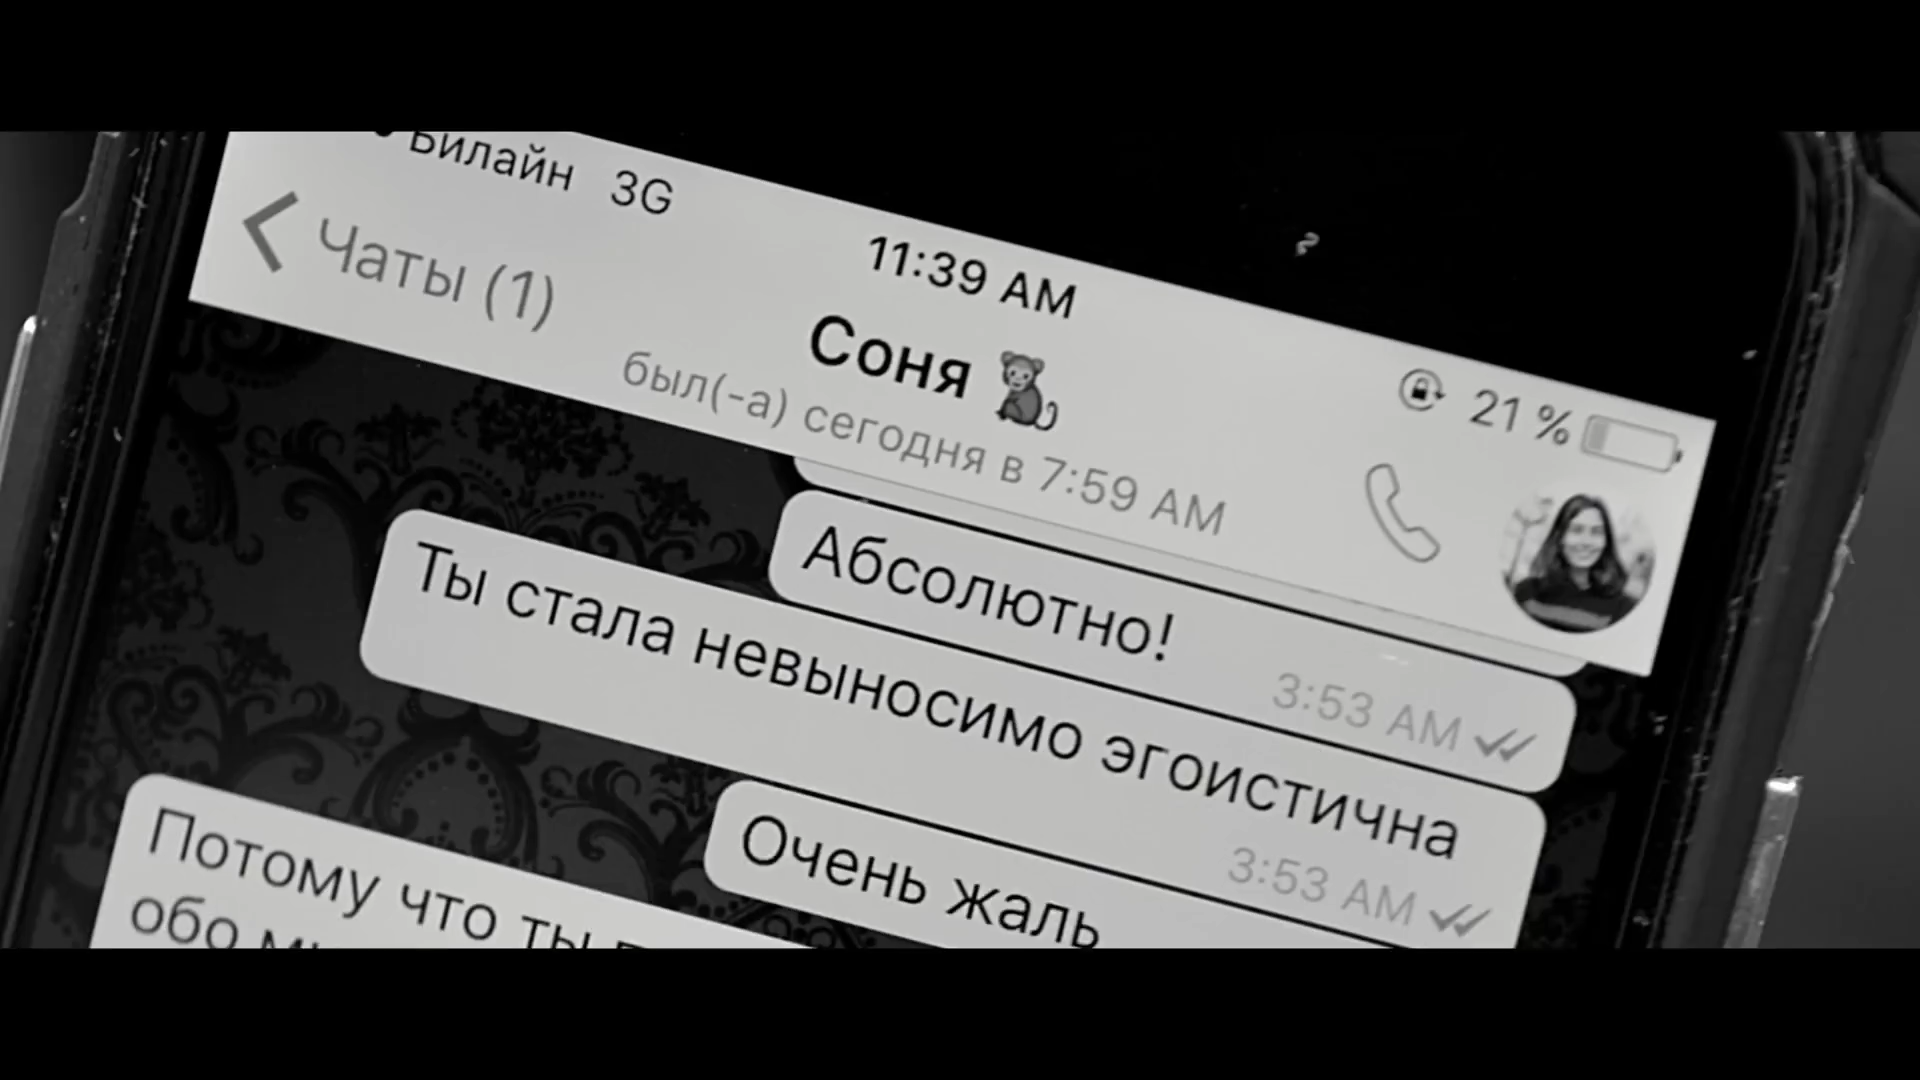 Билайн 3G
11:39 AM
21 %
Чаты (1)
Соня
был(-а) сегодня в 7:59 AM
Абсолютно!
3:53 AM
Ты стала невыносимо эгоистична
3:53 AM
Очень жаль
Потому что ты
обо